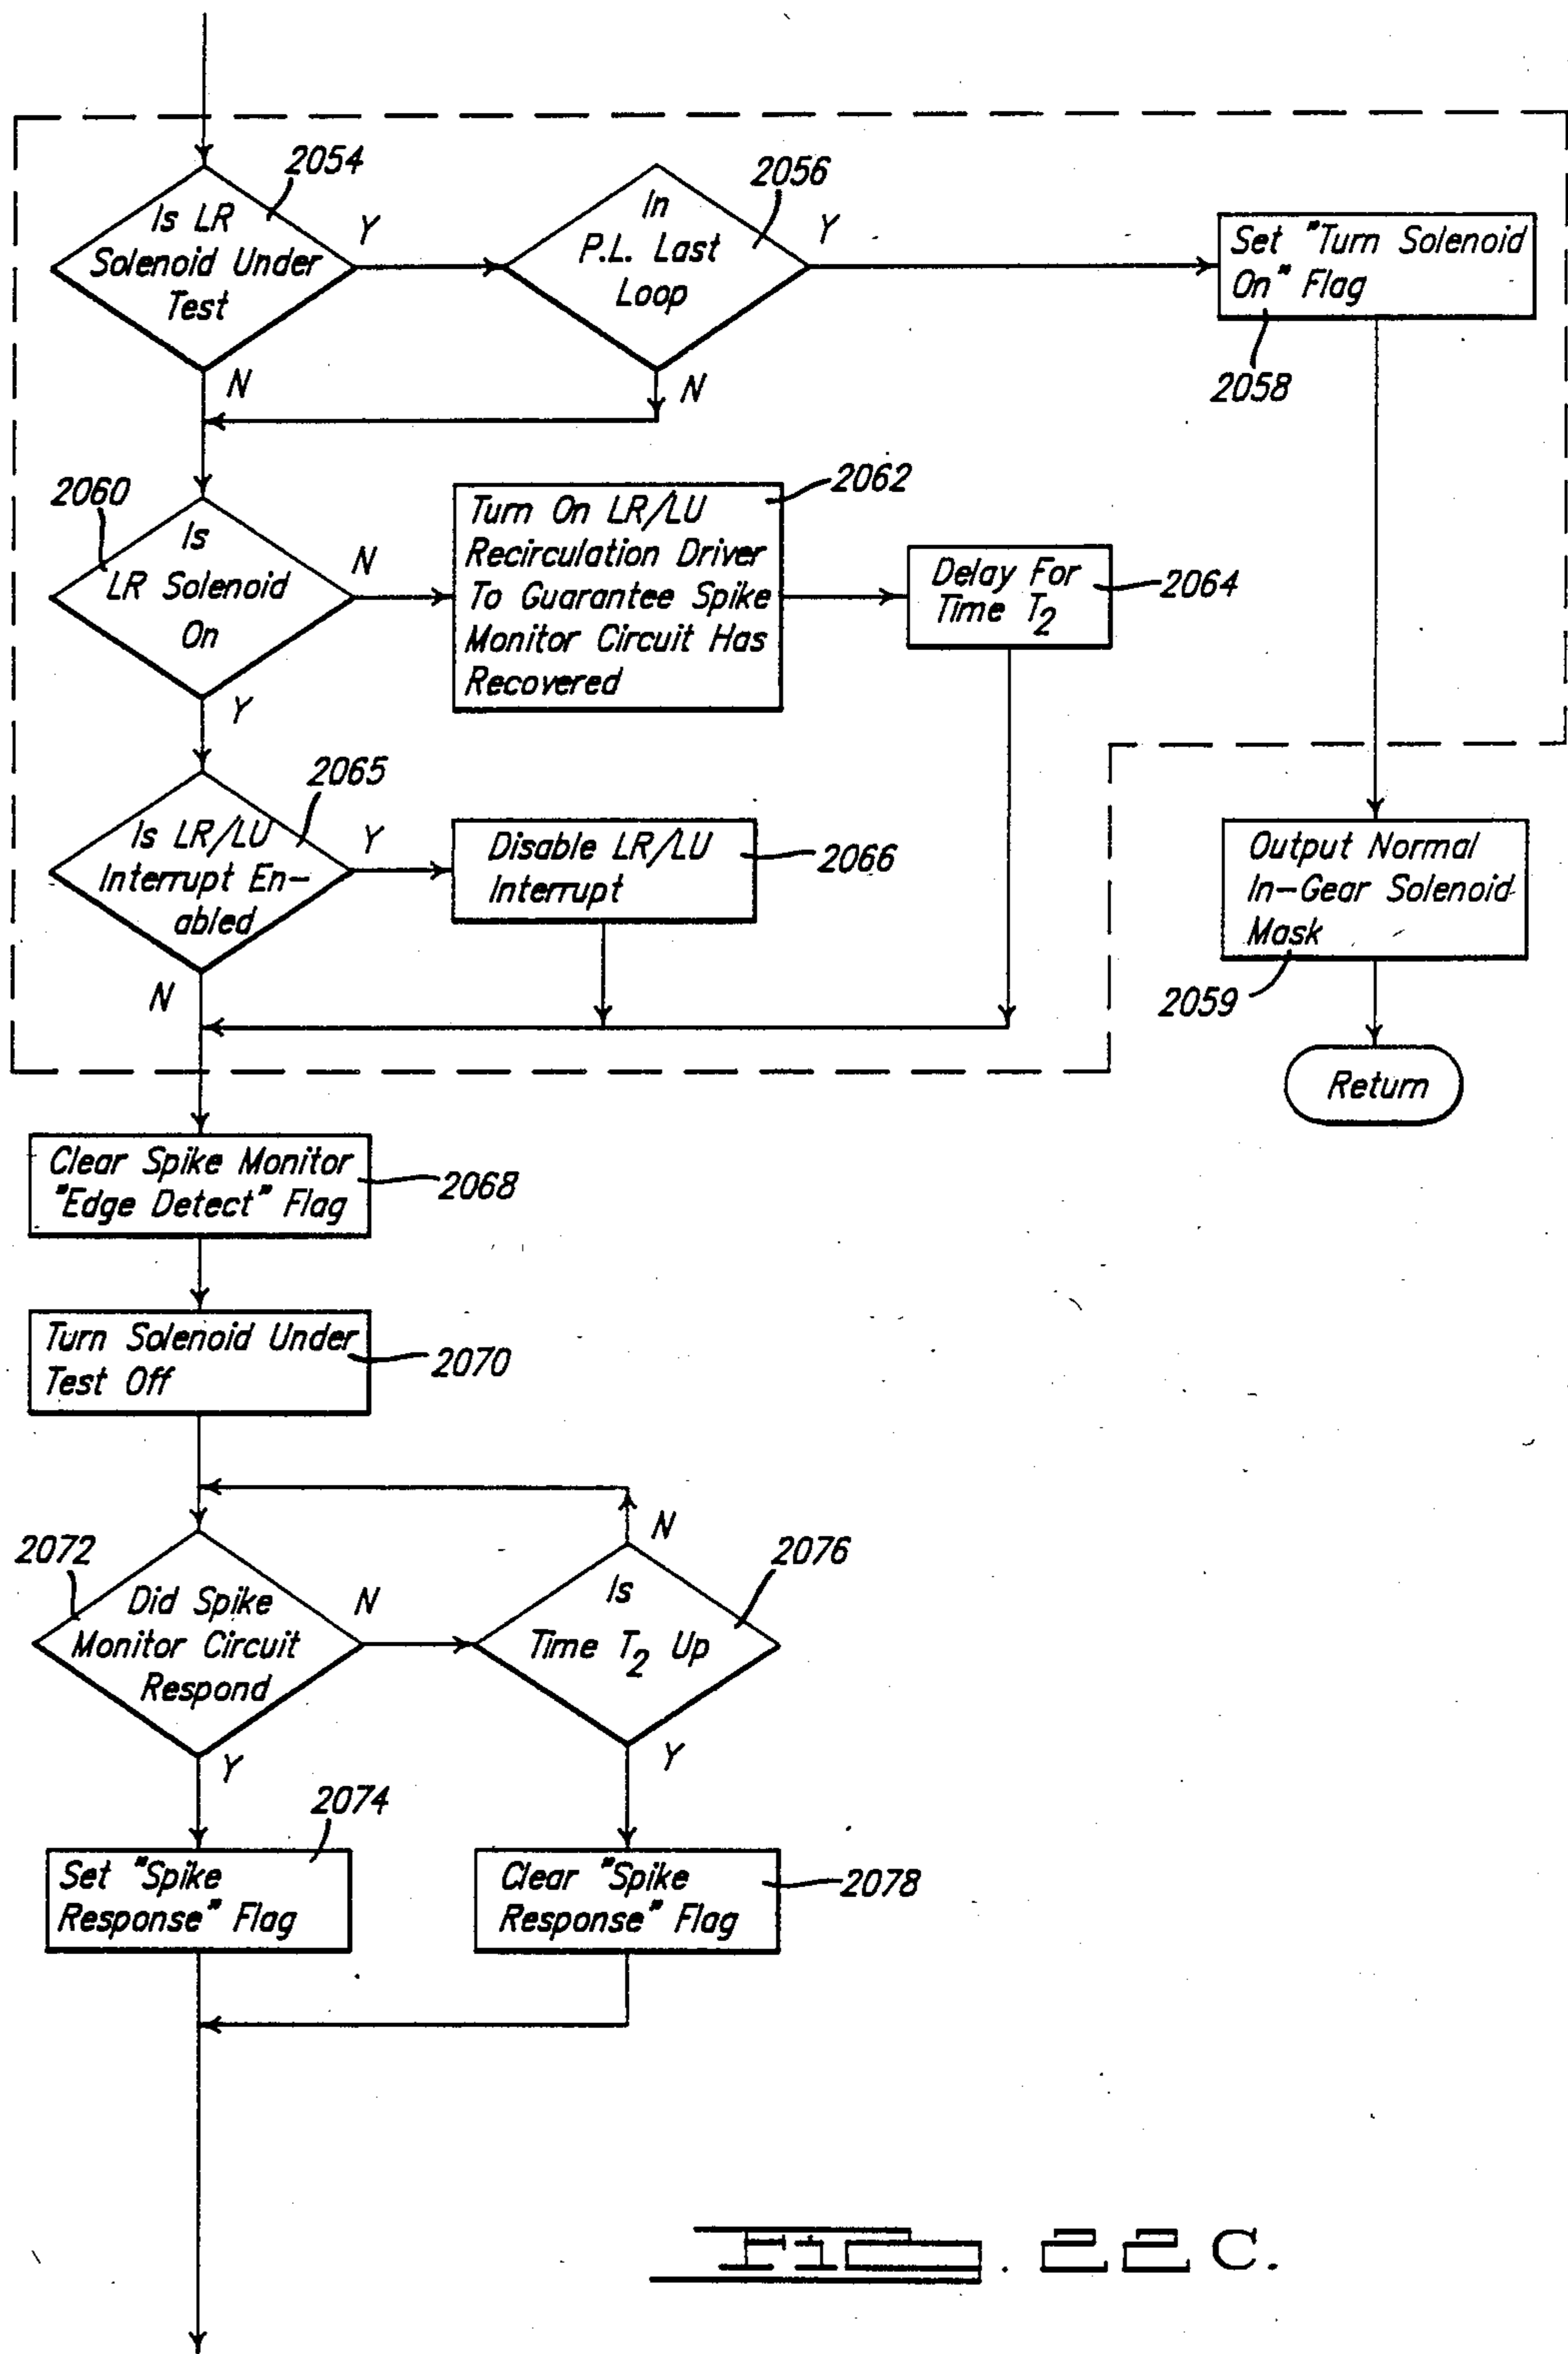 2054
Is LR
Solenoid Under
Test
Y
N
2056
In
P.L. Last
Loop
Y
N
Set "Turn Solenoid
On" Flag
2058
2060
Is
LR Solenoid
On
N
Y
Turn On LR/LU
Recirculation Driver
To Guarantee Spike
Monitor Circuit Has
Recovered
2062
Delay For
Time T2
2064
2065
Is LR/LU
Interrupt En-
abled
Y
N
Disable LR/LU
Interrupt
2066
Output Normal
In-Gear Solenoid
Mask
2059
Return
Clear Spike Monitor
"Edge Detect" Flag
2068
Turn Solenoid Under
Test Off
2070
2072
Did Spike
Monitor Circuit
Respond
N
Y
2076
Is
Time T2 Up
N
Y
2074
Set "Spike
Response" Flag
Clear "Spike
Response" Flag
2078
FIG. 22C.